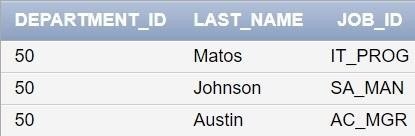 DEPARTMENT_ID LAST_NAME JOB_ID
50 Matos IT_PROG
50 Johnson SA_MAN
50 Austin AC_MGR